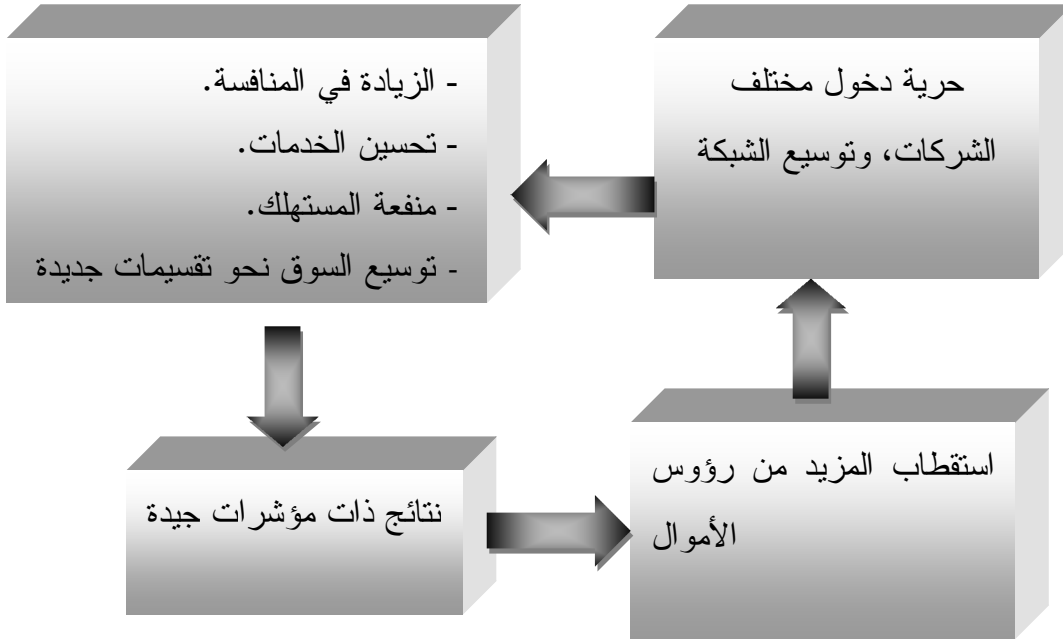 حرية دخول مختلف
الشركات، وتوسيع الشبكة
- الزيادة في المنافسة.
- تحسين الخدمات.
- منفعة المستهلك.
- توسيع السوق نحو تقسيمات جديدة
نتائج ذات مؤشرات جيدة
استقطاب المزيد من رؤوس
الأموال